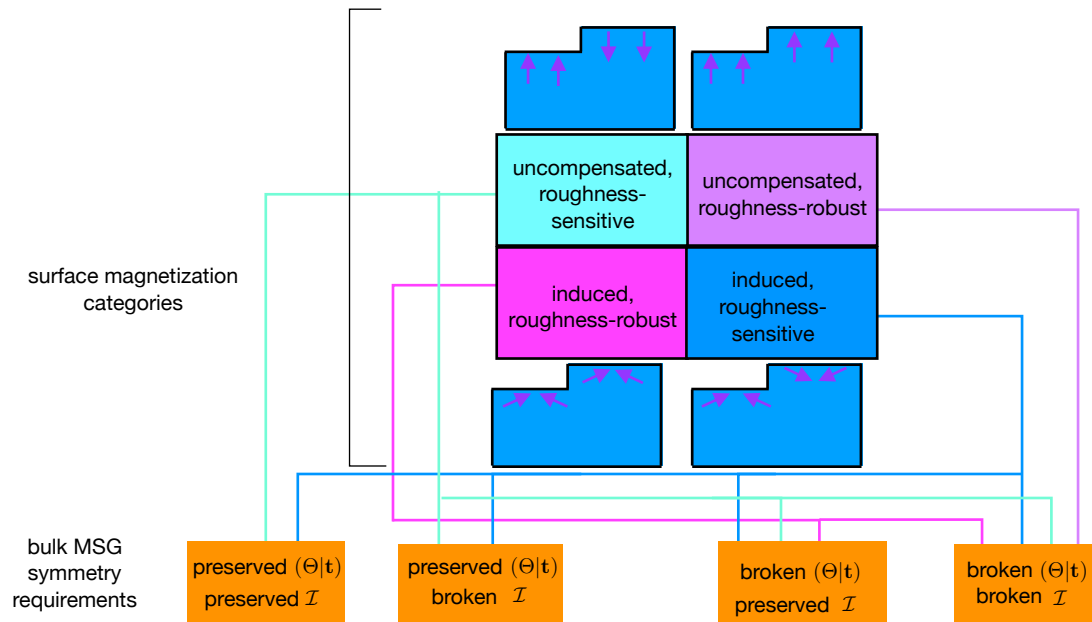 uncompensated,
roughness-
sensitive
uncompensated,
roughness-robust
surface magnetization
categories
induced,
roughness-robust
induced,
roughness-
sensitive
bulk MSG
symmetry
requirements
preserved (Θ|𝐭)
preserved ℐ
preserved (Θ|𝐭)
broken ℐ
broken (Θ|𝐭)
preserved ℐ
broken (Θ|𝐭)
broken ℐ